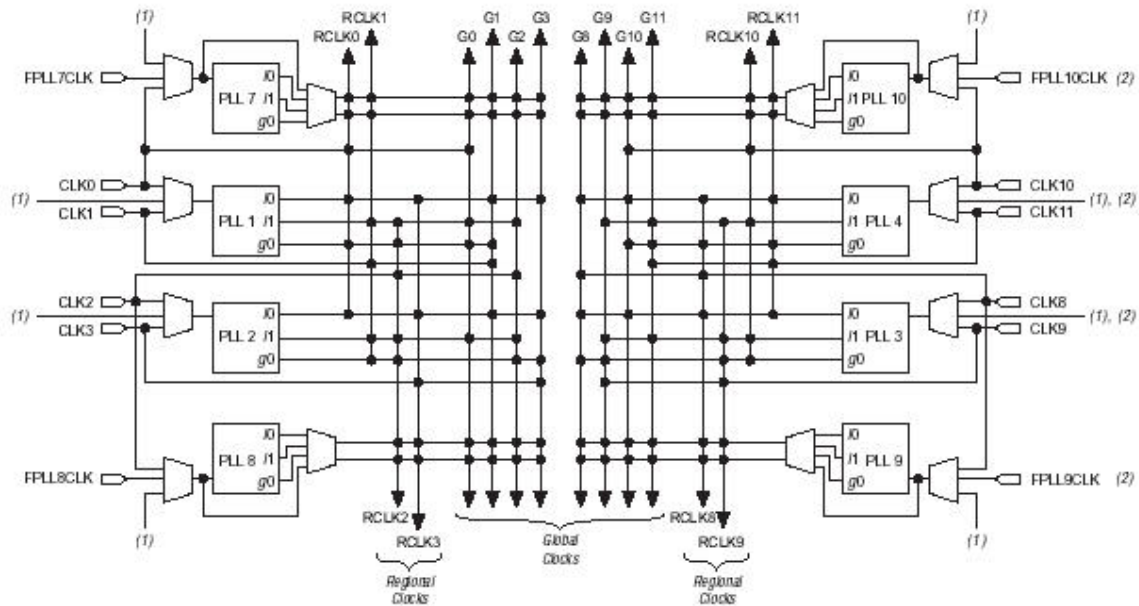 (1) RCLK1 G1 G3 G9 G11 RCLK11 (1)
RCLK0 G0 G2 G8 G10 RCLK10
FPLL7CLK PLL 7 l0 l1 g0 l0 l1 g0 PLL 10 FPLL10CLK (2)
CLK0 CLK10
(1) PLL 1 l0 l1 g0 l0 l1 g0 PLL 4 (1), (2)
CLK1 CLK11
CLK2 CLK8
(1) PLL 2 l0 l1 g0 l0 l1 g0 PLL 3 (1), (2)
CLK3 CLK9
FPLL8CLK PLL 8 l0 l1 g0 l0 l1 g0 PLL 9 FPLL9CLK (2)
(1) RCLK2 RCLK8 (1)
RCLK3 Global RCLK9
Clocks
Regional Regional
Clocks Clocks